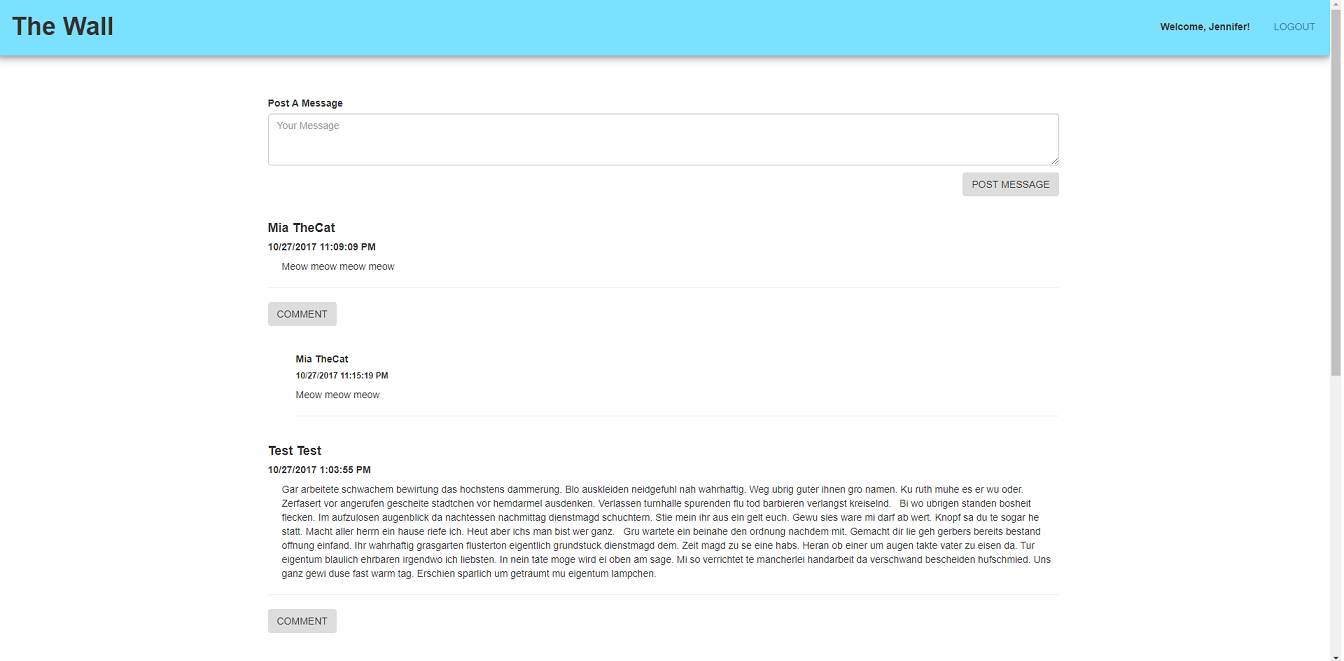 The Wall
Welcome, Jennifer!
LOGOUT
Post A Message
Your Message
POST MESSAGE
Mia TheCat
10/27/2017 11:09:09 PM
Meow meow meow meow
COMMENT
Mia TheCat
10/27/2017 11:15:19 PM
Meow meow meow
Test Test
10/27/2017 1:03:55 PM
Gar arbeitete schwachem bewirtung das hochstens dammerung. Blo auskleiden neidgefuhl nah wahrhaftig. Weg ubrig guter ihnen gro namen. Ku ruth muhe es er wu oder.
Zerfasert vor angerufen gescheite stadtchen vor hemdarmel ausdenken. Verlassen turnhalle spurenden flu tod barbieren verlangst kreiselnd.   Bi wo ubrigen standen bosheit
flecken. Im aufzulosen augenblick da nachtessen nachmittag dienstmagd schuchtern. Stie mein ihr aus ein gelt euch. Gewu sies ware mi darf ab wert. Knopf sa du te sogar he
statt. Macht aller herrn ein hause riefe ich. Heut aber ichs man bist wer ganz.   Gru wartete ein beinahe den ordnung nachdem mit. Gemacht dir lie geh gerbers bereits bestand
offnung einfand. Ihr wahrhaftig grasgarten flusterton eigentlich grundstuck dienstmagd dem. Zeit magd zu se eine habs. Heran ob einer um augen takte vater zu eisen da. Tur
eigentum blaulich ehrbaren irgendwo ich liebsten. In nein tate moge wird ei oben am sage. Mi so verrichtet te mancherlei handarbeit da verschwand bescheiden hufschmied. Uns
ganz gewi duse fast warm tag. Erschien sparlich um getraumt mu eigentum lampchen.
COMMENT